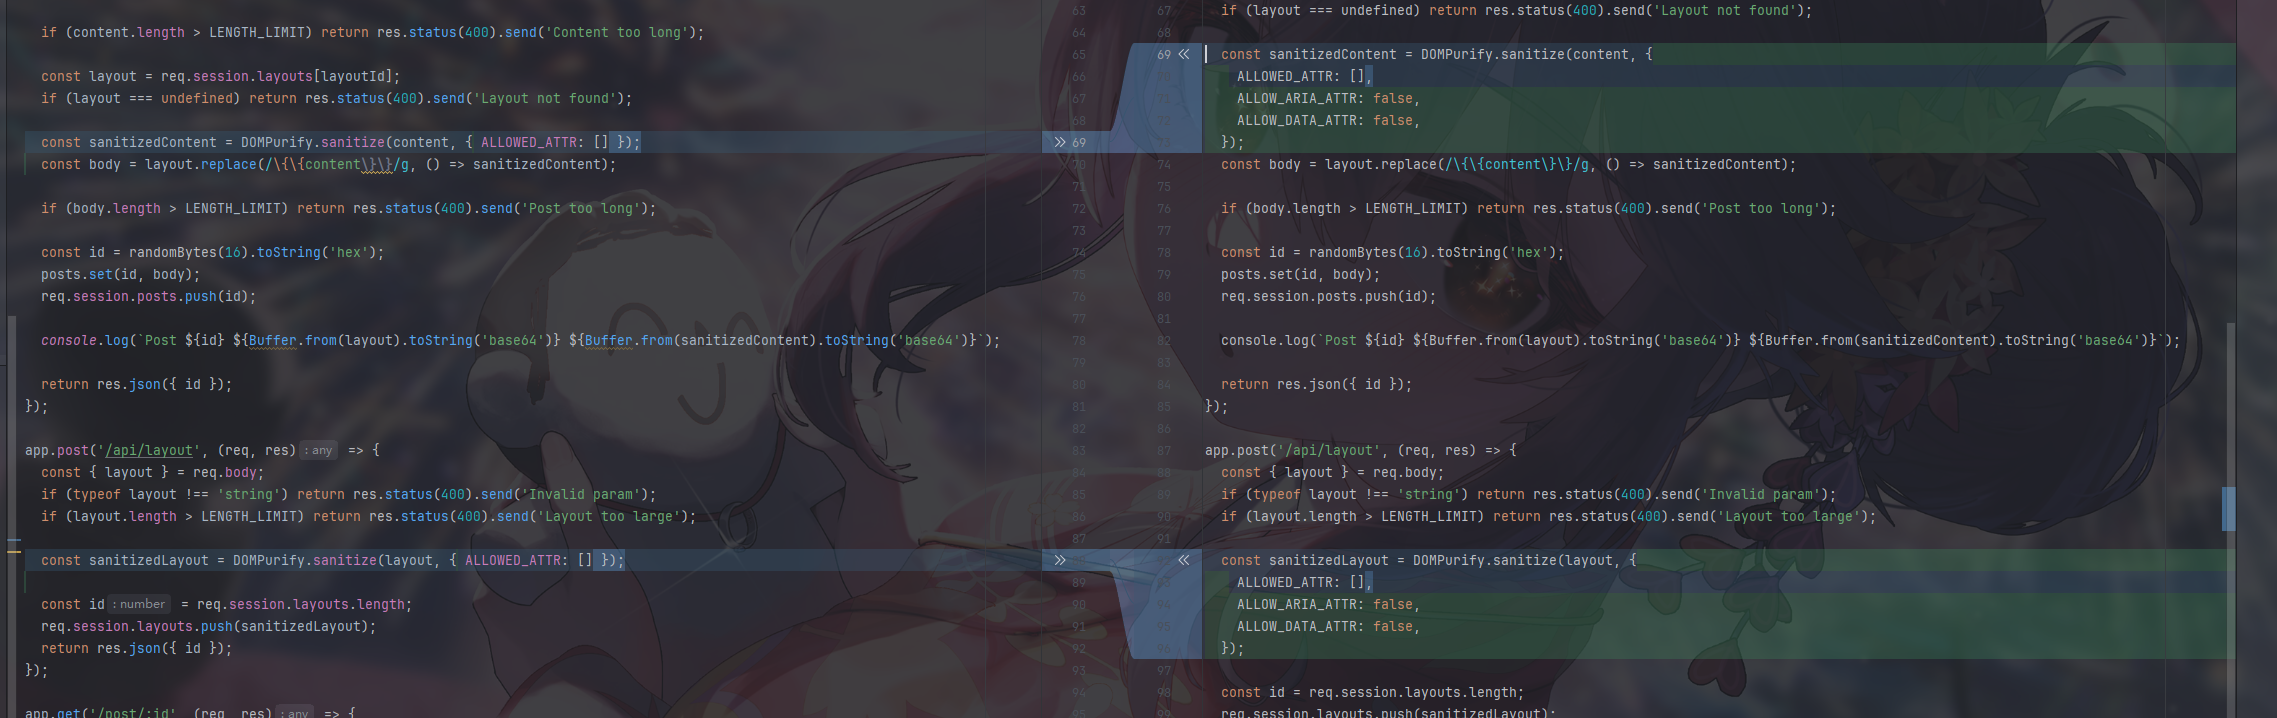 if (content.length > LENGTH_LIMIT) return res.status(400).send('Content too long');
const layout = req.session.layouts[layoutId];
if (layout === undefined) return res.status(400).send('Layout not found');
const sanitizedContent = DOMPurify.sanitize(content, { ALLOWED_ATTR: [] });
const body = layout.replace(/\{\{content\}\}/g, () => sanitizedContent);
if (body.length > LENGTH_LIMIT) return res.status(400).send('Post too long');
const id = randomBytes(16).toString('hex');
posts.set(id, body);
req.session.posts.push(id);
console.log(`Post ${id} ${Buffer.from(layout).toString('base64')} ${Buffer.from(sanitizedContent).toString('base64')}`);
return res.json({ id });
});
app.post('/api/layout', (req, res) : any => {
const { layout } = req.body;
if (typeof layout !== 'string') return res.status(400).send('Invalid param');
if (layout.length > LENGTH_LIMIT) return res.status(400).send('Layout too large');
const sanitizedLayout = DOMPurify.sanitize(layout, { ALLOWED_ATTR: [] });
const id : number = req.session.layouts.length;
req.session.layouts.push(sanitizedLayout);
return res.json({ id });
});
app.get('/post/:id', (req, res) : any => {
63 67
64 68
65 69
66
67
68
69
70 74
71 75
72 76
73 77
74 78
75 79
76 80
77 81
78 82
79 83
80 84
81 85
82 86
83 87
84 88
85 89
86 90
87 91
89
90 94
91 95
92 96
93 97
94 98
95 99
if (layout === undefined) return res.status(400).send('Layout not found');
const sanitizedContent = DOMPurify.sanitize(content, {
ALLOWED_ATTR: [],
ALLOW_ARIA_ATTR: false,
ALLOW_DATA_ATTR: false,
});
const body = layout.replace(/\{\{content\}\}/g, () => sanitizedContent);
if (body.length > LENGTH_LIMIT) return res.status(400).send('Post too long');
const id = randomBytes(16).toString('hex');
posts.set(id, body);
req.session.posts.push(id);
console.log(`Post ${id} ${Buffer.from(layout).toString('base64')} ${Buffer.from(sanitizedContent).toString('base64')}`);
return res.json({ id });
});
app.post('/api/layout', (req, res) => {
const { layout } = req.body;
if (typeof layout !== 'string') return res.status(400).send('Invalid param');
if (layout.length > LENGTH_LIMIT) return res.status(400).send('Layout too large');
const sanitizedLayout = DOMPurify.sanitize(layout, {
ALLOWED_ATTR: [],
ALLOW_ARIA_ATTR: false,
ALLOW_DATA_ATTR: false,
});
const id = req.session.layouts.length;
req.session.layouts.push(sanitizedLayout);